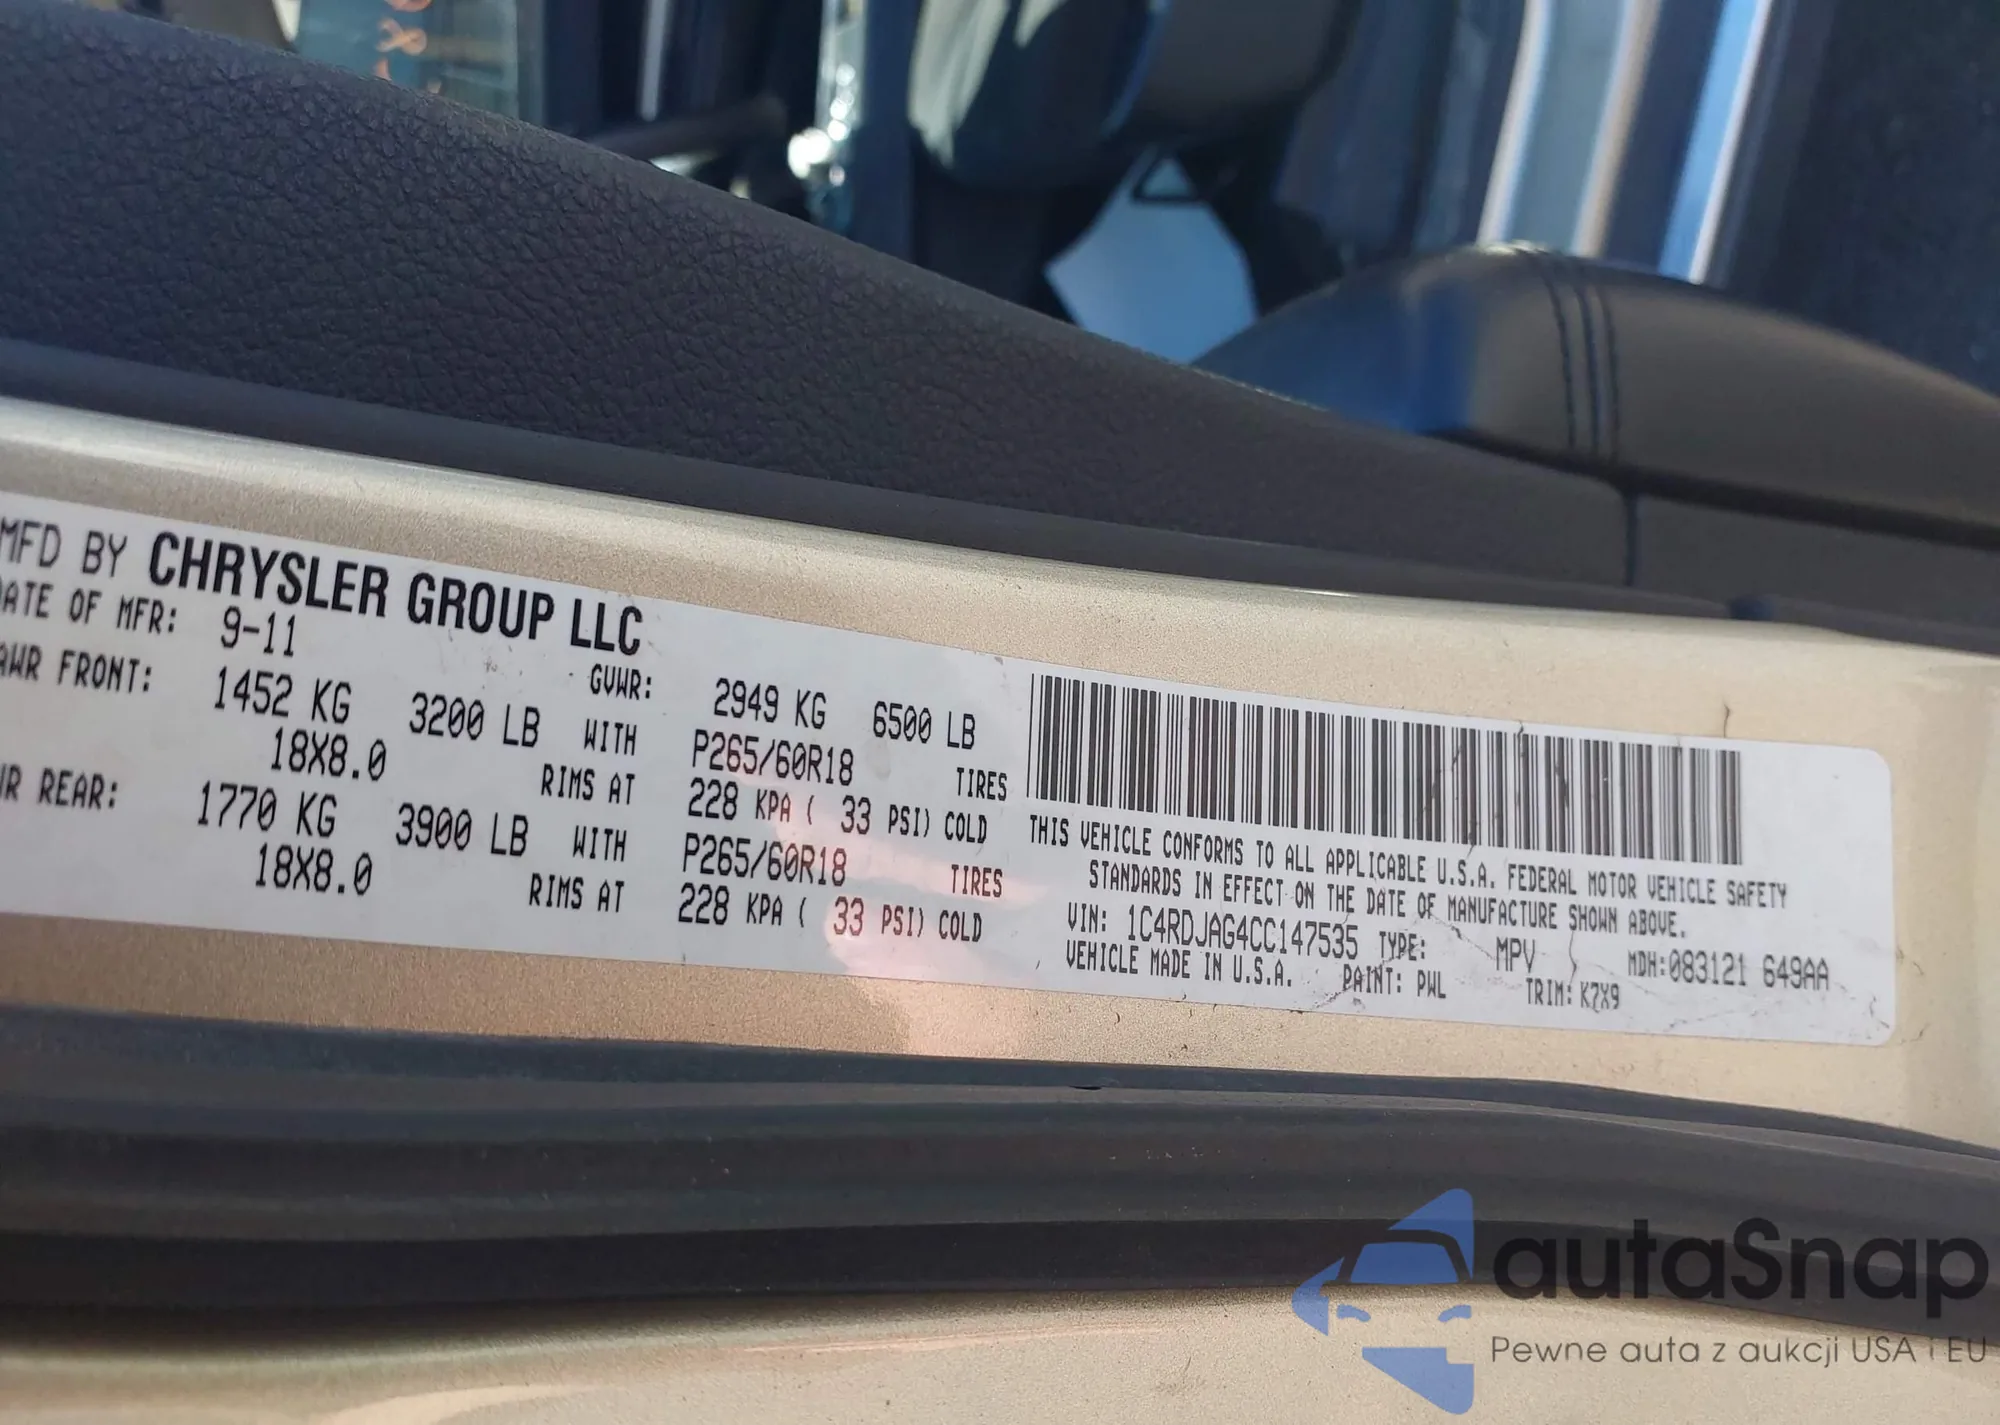 MFD BY CHRYSLER GROUP LLC
DATE OF MFR: 9-11 GVWR: 2949 KG 6500 LB
AWR FRONT: 1452 KG 3200 LB WITH P265/60R18 TIRES
18X8.0 RIMS AT 228 KPA ( 33 PSI) COLD
WR REAR: 1770 KG 3900 LB WITH P265/60R18 TIRES
18X8.0 RIMS AT 228 KPA ( 33 PSI) COLD
THIS VEHICLE CONFORMS TO ALL APPLICABLE U.S.A. FEDERAL MOTOR VEHICLE SAFETY
STANDARDS IN EFFECT ON THE DATE OF MANUFACTURE SHOWN ABOVE.
VIN: 1C4RDJAG4CC147535 TYPE: MPV MDH:083121 649AA
VEHICLE MADE IN U.S.A. PAINT: PWL TRIM: K7X9
autaSnap
Pewne auta z aukcji USA i EU